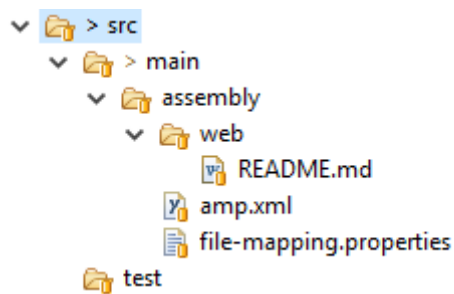 > src
> main
assembly
web
README.md
amp.xml
file-mapping.properties
test